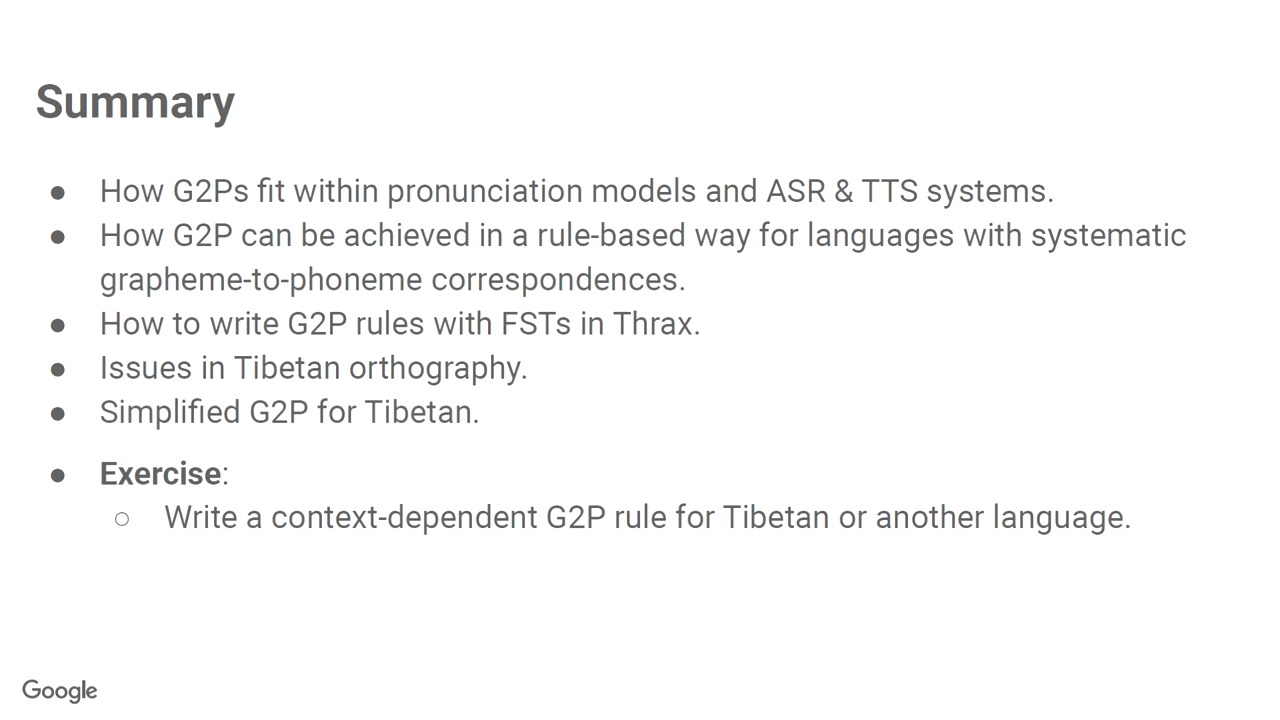 Summary
● How G2Ps fit within pronunciation models and ASR & TTS systems.
● How G2P can be achieved in a rule-based way for languages with systematic
grapheme-to-phoneme correspondences.
● How to write G2P rules with FSTs in Thrax.
● Issues in Tibetan orthography.
● Simplified G2P for Tibetan.
● Exercise:
○ Write a context-dependent G2P rule for Tibetan or another language.
Google